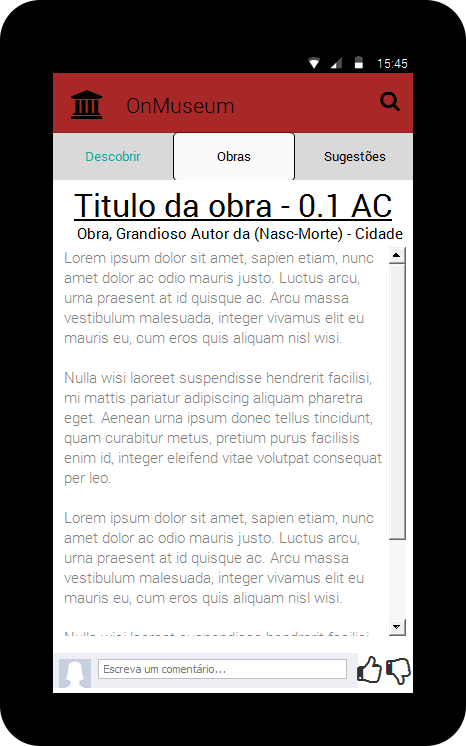 15:45
OnMuseum
Descobrir Obras Sugestões
Titulo da obra - 0.1 AC
Obra, Grandioso Autor da (Nasc-Morte) - Cidade
Lorem ipsum dolor sit amet, sapien etiam, nunc
amet dolor ac odio mauris justo. Luctus arcu,
urna praesent at id quisque ac. Arcu massa
vestibulum malesuada, integer vivamus elit eu
mauris eu, cum eros quis aliquam nisl wisi.
Nulla wisi laoreet suspendisse hendrerit facilisi,
mi mattis pariatur adipiscing aliquam pharetra
eget. Aenean urna ipsum donec tellus tincidunt,
quam curabitur metus, pretium purus facilisis
enim id, integer eleifend vitae volutpat consequat
per leo.
Lorem ipsum dolor sit amet, sapien etiam, nunc
amet dolor ac odio mauris justo. Luctus arcu,
urna praesent at id quisque ac. Arcu massa
vestibulum malesuada, integer vivamus elit eu
mauris eu, cum eros quis aliquam nisl wisi.
Nulla wisi laoreet suspendisse hendrerit facilisi,
Escreva um comentário...